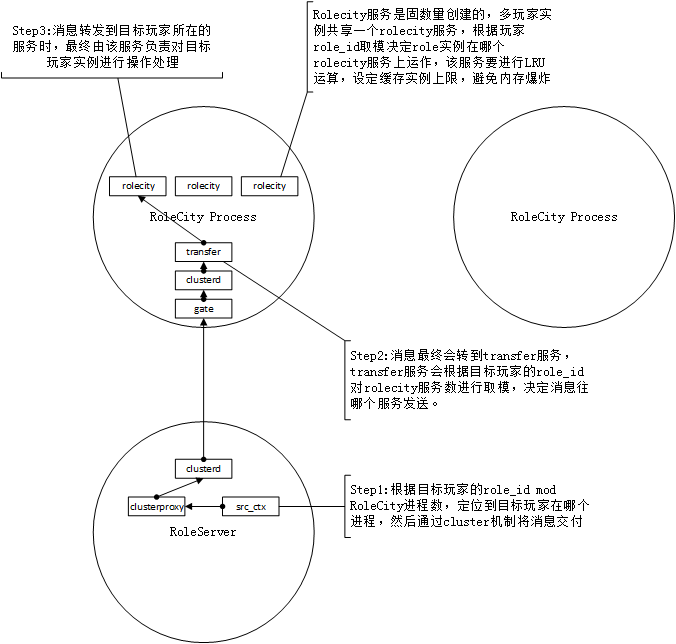 Step3:消息转发到目标玩家所在的
服务时，最终由该服务负责对目标
玩家实例进行操作处理
Rolecity服务是固数量创建的，多玩家实
例共享一个rolecity服务，根据玩家
role_id取模决定role实例在哪个
rolecity服务上运作，该服务要进行LRU
运算，设定缓存实例上限，避免内存爆炸
rolecity
rolecity
rolecity
RoleCity Process
RoleCity Process
transfer
clusterd
gate
Step2:消息最终会转到transfer服务，
transfer服务会根据目标玩家的role_id
对rolecity服务数进行取模，决定消息往
哪个服务发送。
clusterd
clusterproxy
src_ctx
RoleServer
Step1:根据目标玩家的role_id mod
RoleCity进程数，定位到目标玩家在哪个
进程，然后通过cluster机制将消息交付